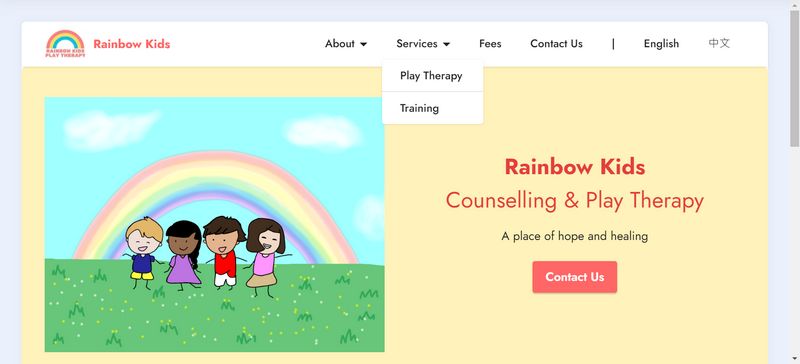 RAINBOW KIDS
PLAY THERAPY
Rainbow Kids
About Services Fees Contact Us | English 中文
Play Therapy
Training
Rainbow Kids
Counselling & Play Therapy
A place of hope and healing
Contact Us